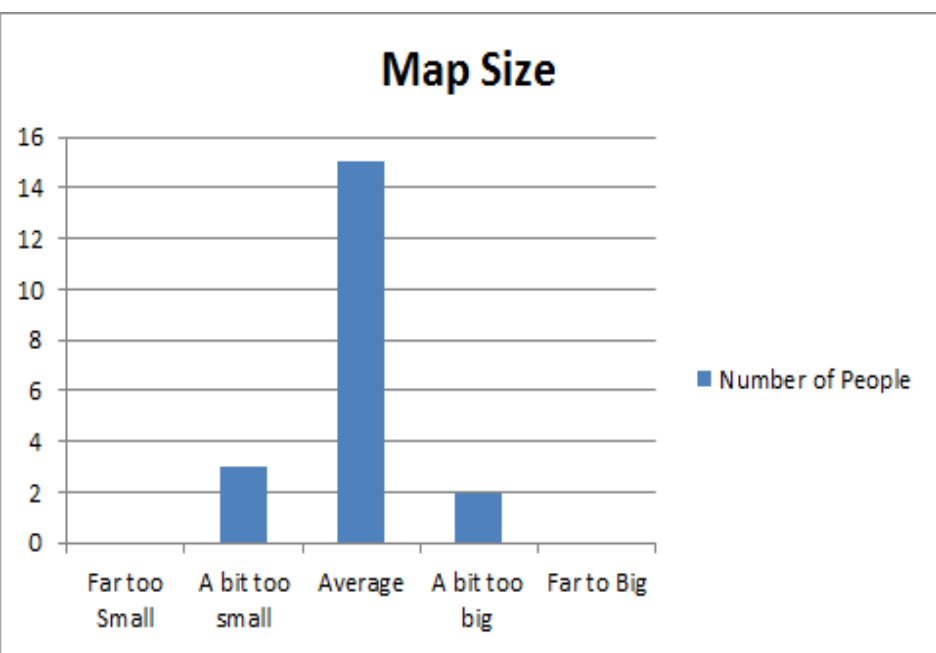 Map Size
16
14
12
10
8
6
4
2
0
Far too
Small
A bit too
small
Average
A bit too
big
Far to Big
Number of People